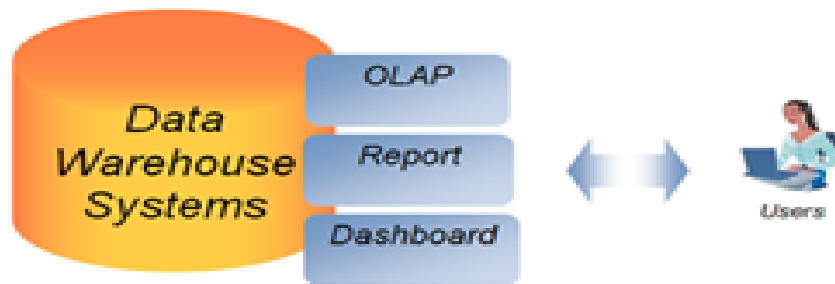 Data
Warehouse
Systems
OLAP
Report
Dashboard
Users